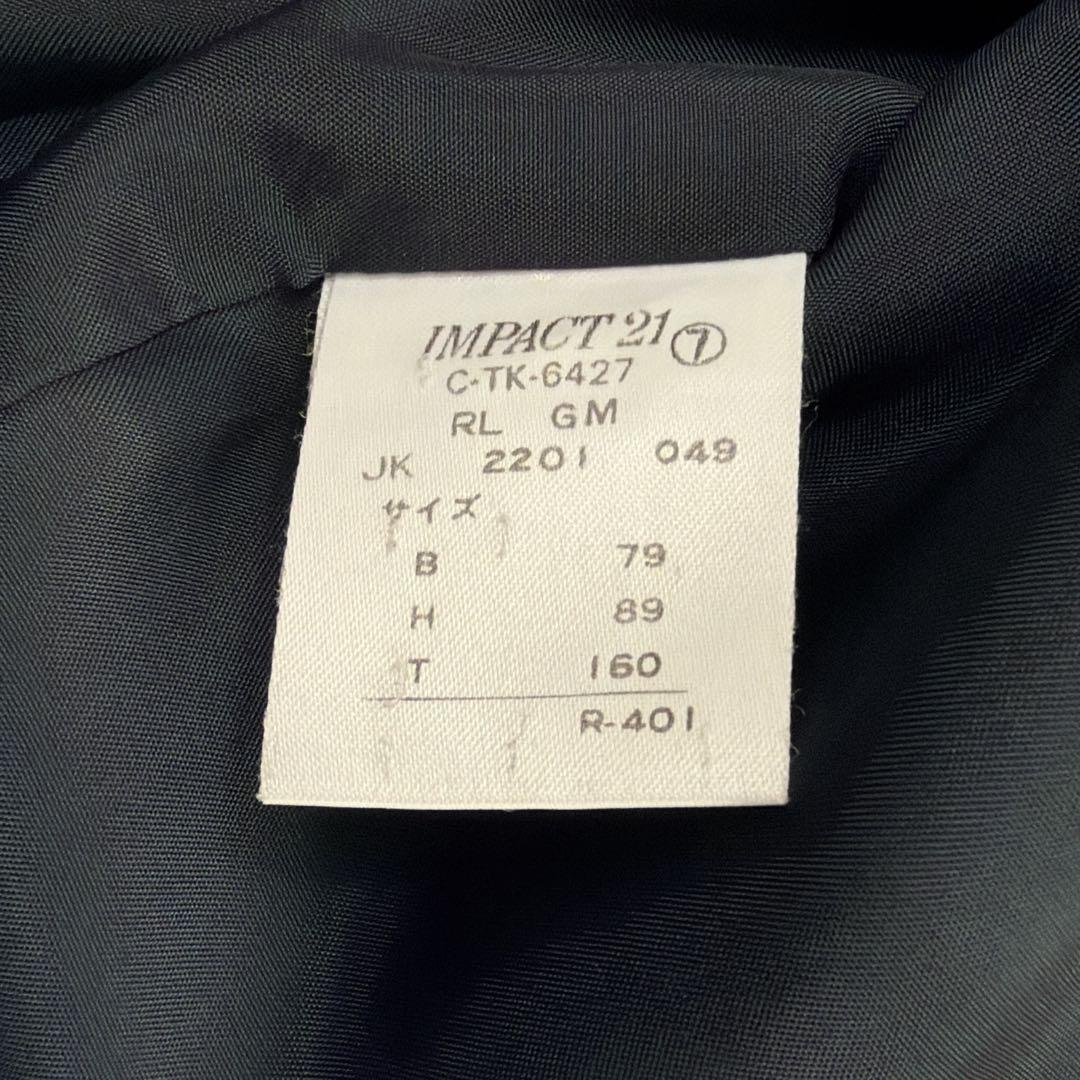 IMPACT 21 ⑦
C-TK-6427
RL GM
JK 2201 049
サイズ
B 79
H 89
T 160
R-401